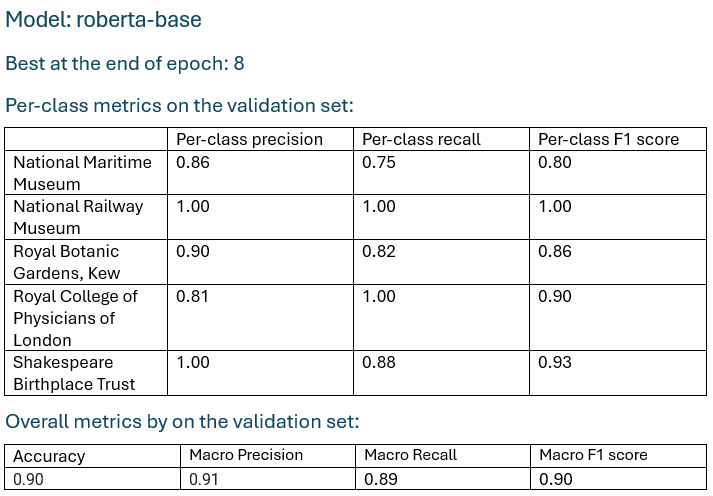 Model: roberta-base
Best at the end of epoch: 8
Per-class metrics on the validation set:
Per-class precision Per-class recall Per-class F1 score
National Maritime Museum 0.86 0.75 0.80
National Railway Museum 1.00 1.00 1.00
Royal Botanic Gardens, Kew 0.90 0.82 0.86
Royal College of Physicians of London 0.81 1.00 0.90
Shakespeare Birthplace Trust 1.00 0.88 0.93
Overall metrics by on the validation set:
Accuracy Macro Precision Macro Recall Macro F1 score
0.90 0.91 0.89 0.90